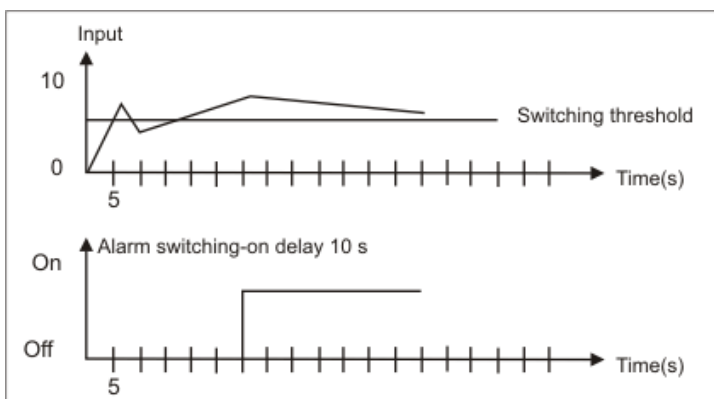 Input
10
Switching threshold
0
Time(s)
5
Alarm switching-on delay 10 s
On
Off
Time(s)
5